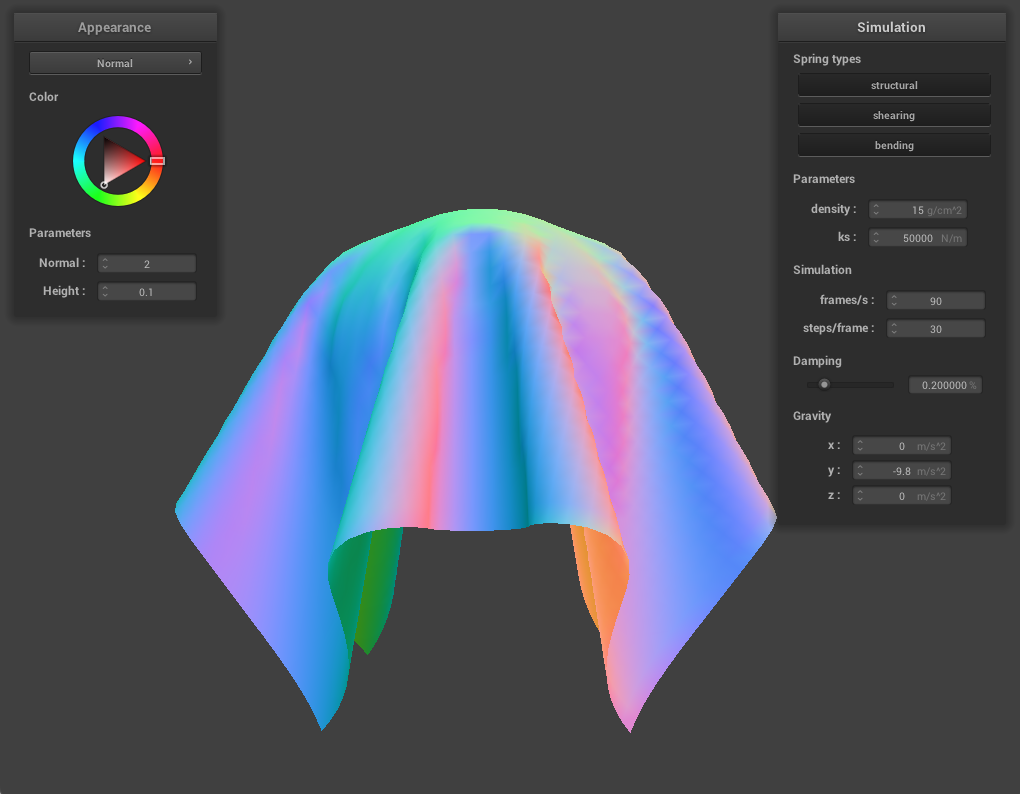 Appearance
Normal ›
Color
Parameters
Normal : 2
Height : 0.1
Simulation
Spring types
structural
shearing
bending
Parameters
density : 15 g/cm^2
ks : 50000 N/m
Simulation
frames/s : 90
steps/frame : 30
Damping
0.200000 %
Gravity
x : 0 m/s^2
y : -9.8 m/s^2
z : 0 m/s^2